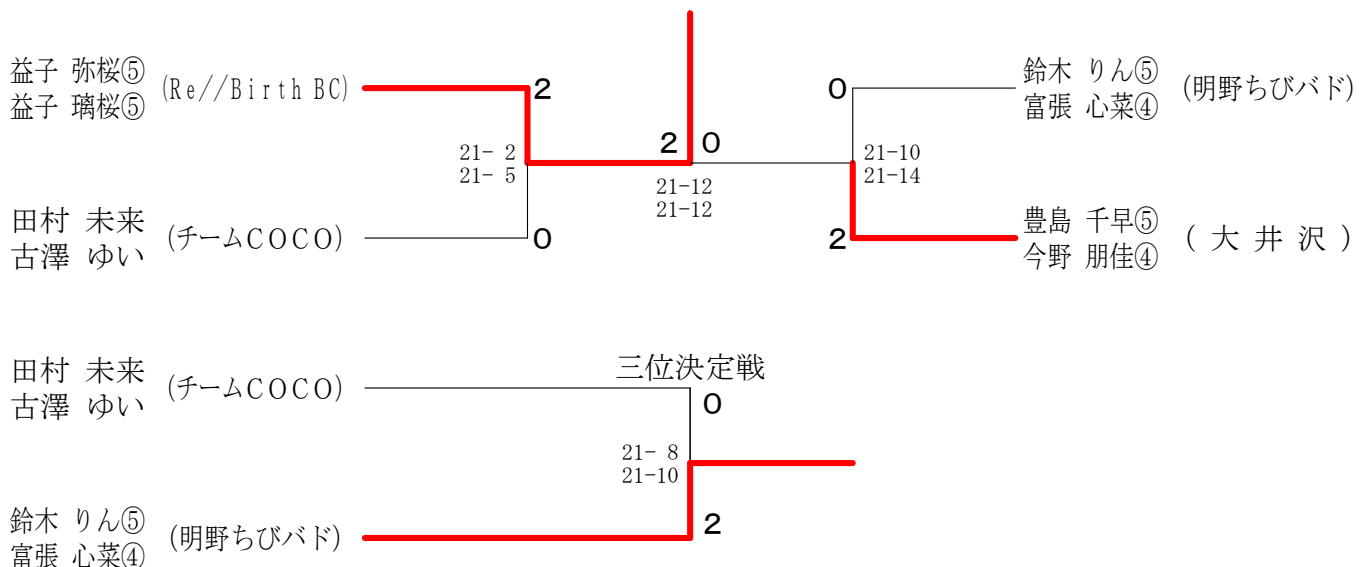 益子 弥桜⑤
益子 璃桜⑤
(Re//Birth BC)
2
21- 2
21- 5
田村 未来
古澤 ゆい
(チームCOCO)
0
2 0
21-12
21-12
0
鈴木 りん⑤
富張 心菜④
(明野ちびバド)
21-10
21-14
2
豊島 千早⑤
今野 朋佳④
(大井沢)
田村 未来
古澤 ゆい
(チームCOCO)
三位決定戦
0
21- 8
21-10
鈴木 りん⑤
富張 心菜④
(明野ちびバド)
2